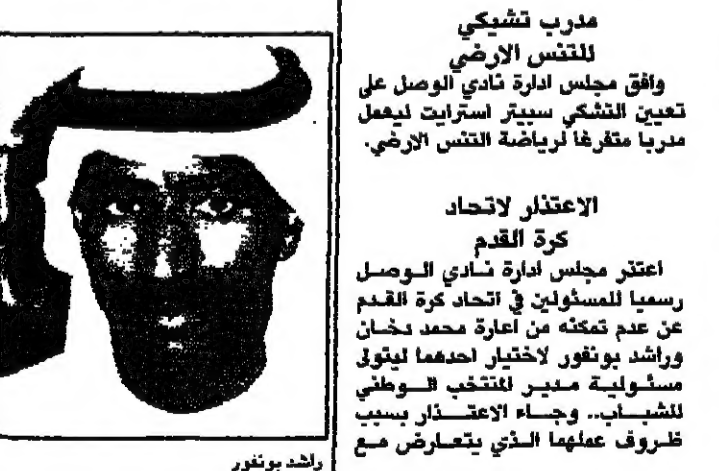 مدرب تشيكي
للتنس الارضي
وافق مجلس ادارة نادي الوصل على
تعيين التشكي سبيتر استرايت ليعمل
مدربا متفرغا لرياضة التنس الارضي.
الاعتذار لاتحاد
كرة القدم
اعتذر مجلس ادارة نادي الوصل
رسميا للمسئولين في اتحاد كرة القدم
عن عدم تمكنه من اعارة محمد دخان
وراشد بونفور لاختيار احدهما ليتولى
مسئولية مدير المنتخب الوطني
للشباب.. وجاء الاعتذار بسبب
ظروف عملهما الذي يتعارض مع
راشد بونفور